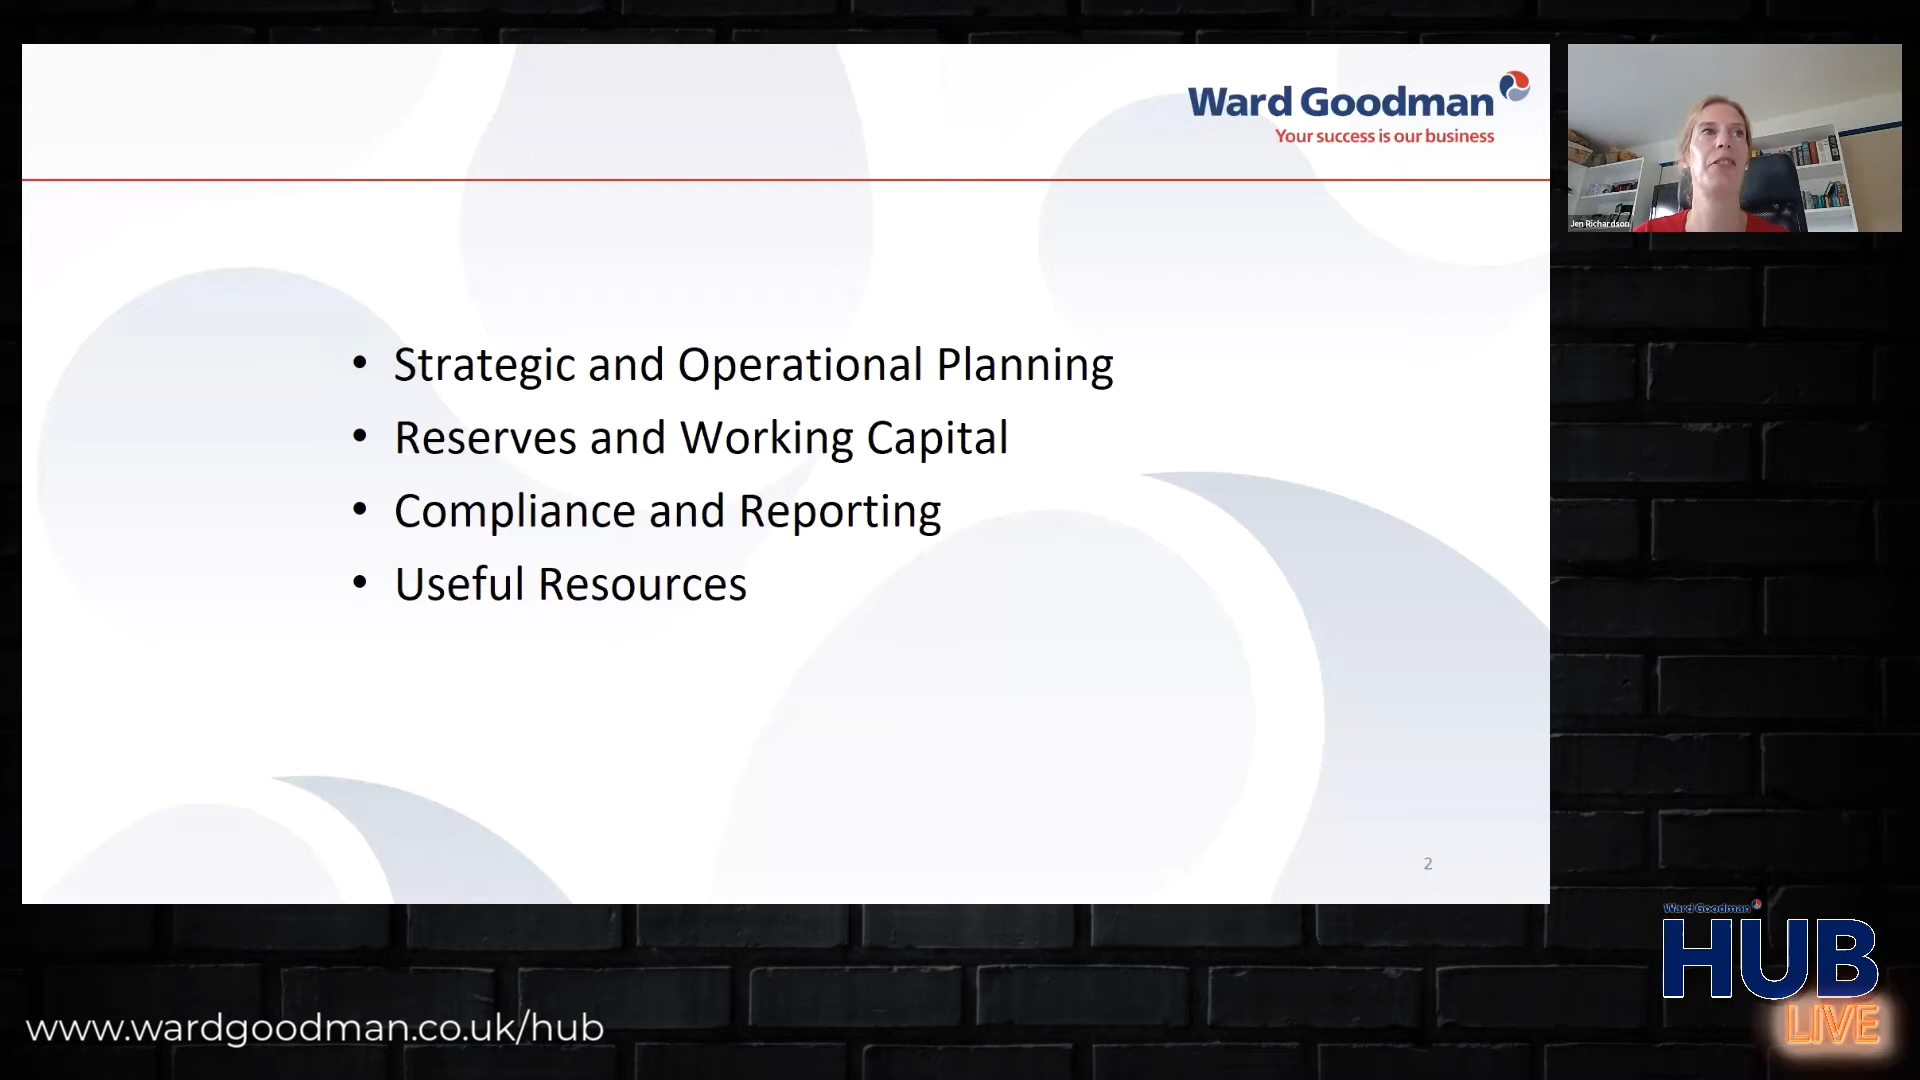 Ward Goodman
Your success is our business
Jen Richardson
• Strategic and Operational Planning
• Reserves and Working Capital
• Compliance and Reporting
• Useful Resources
2
Ward Goodman
HUB
LIVE
www.wardgoodman.co.uk/hub